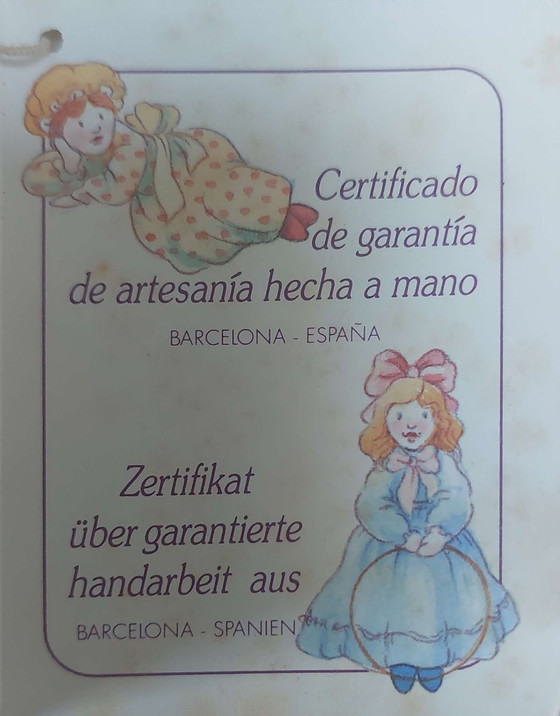 Certificado
de garantía
de artesanía hecha a mano
BARCELONA - ESPAÑA
Zertifikat
über garantierte
handarbeit aus
BARCELONA - SPANIEN